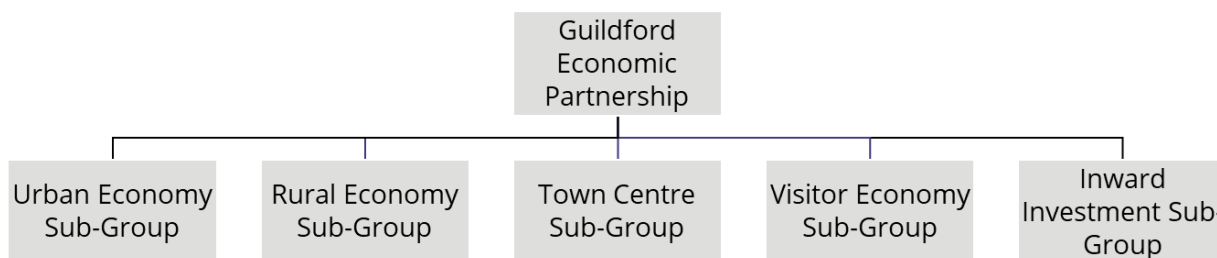 Guildford
Economic
Partnership
Urban Economy
Sub-Group
Rural Economy
Sub-Group
Town Centre
Sub-Group
Visitor Economy
Sub-Group
Inward
Investment Sub-
Group